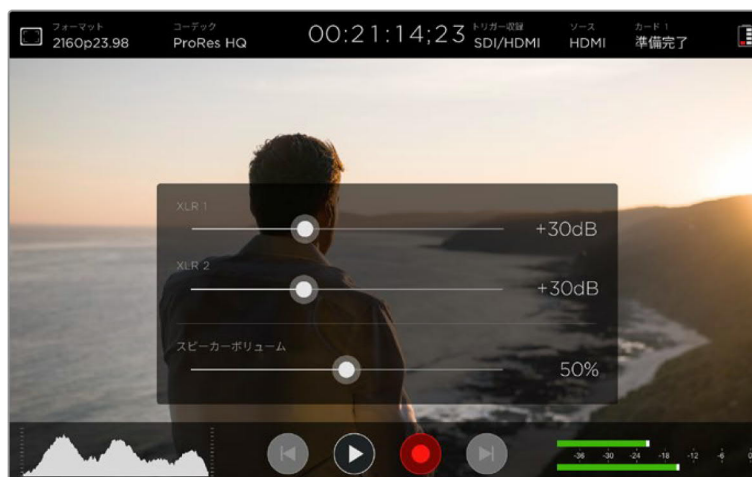 フォーマット コーデック トリガー収録 ソース カード 1
2160p23.98 ProRes HQ 00:21:14;23 SDI/HDMI HDMI 準備完了
XLR 1
+30dB
XLR 2
+30dB
スピーカーボリューム
50%
-36 -30 -24 -18 -12 -6 0